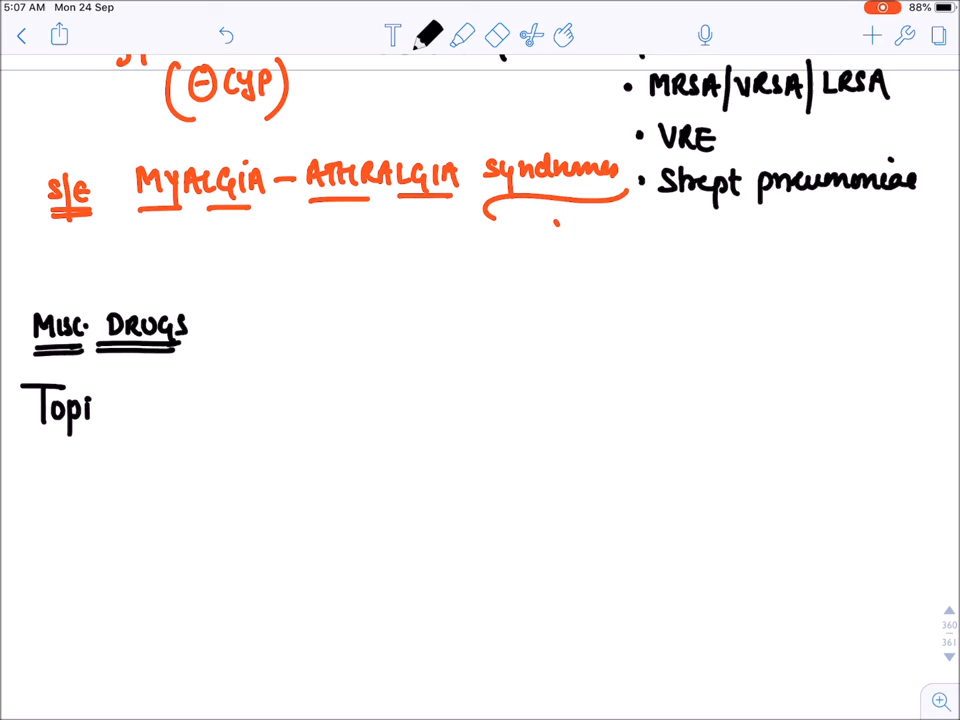 5:07 AM Mon 24 Sep 88%
T
(⊖ CYP)
• MRSA/VRSA/LRSA
• VRE
S/E MYALGIA - ATHRALGIA syndromes
• Strept pneumoniae
MISC. DRUGS
Topi
360
361